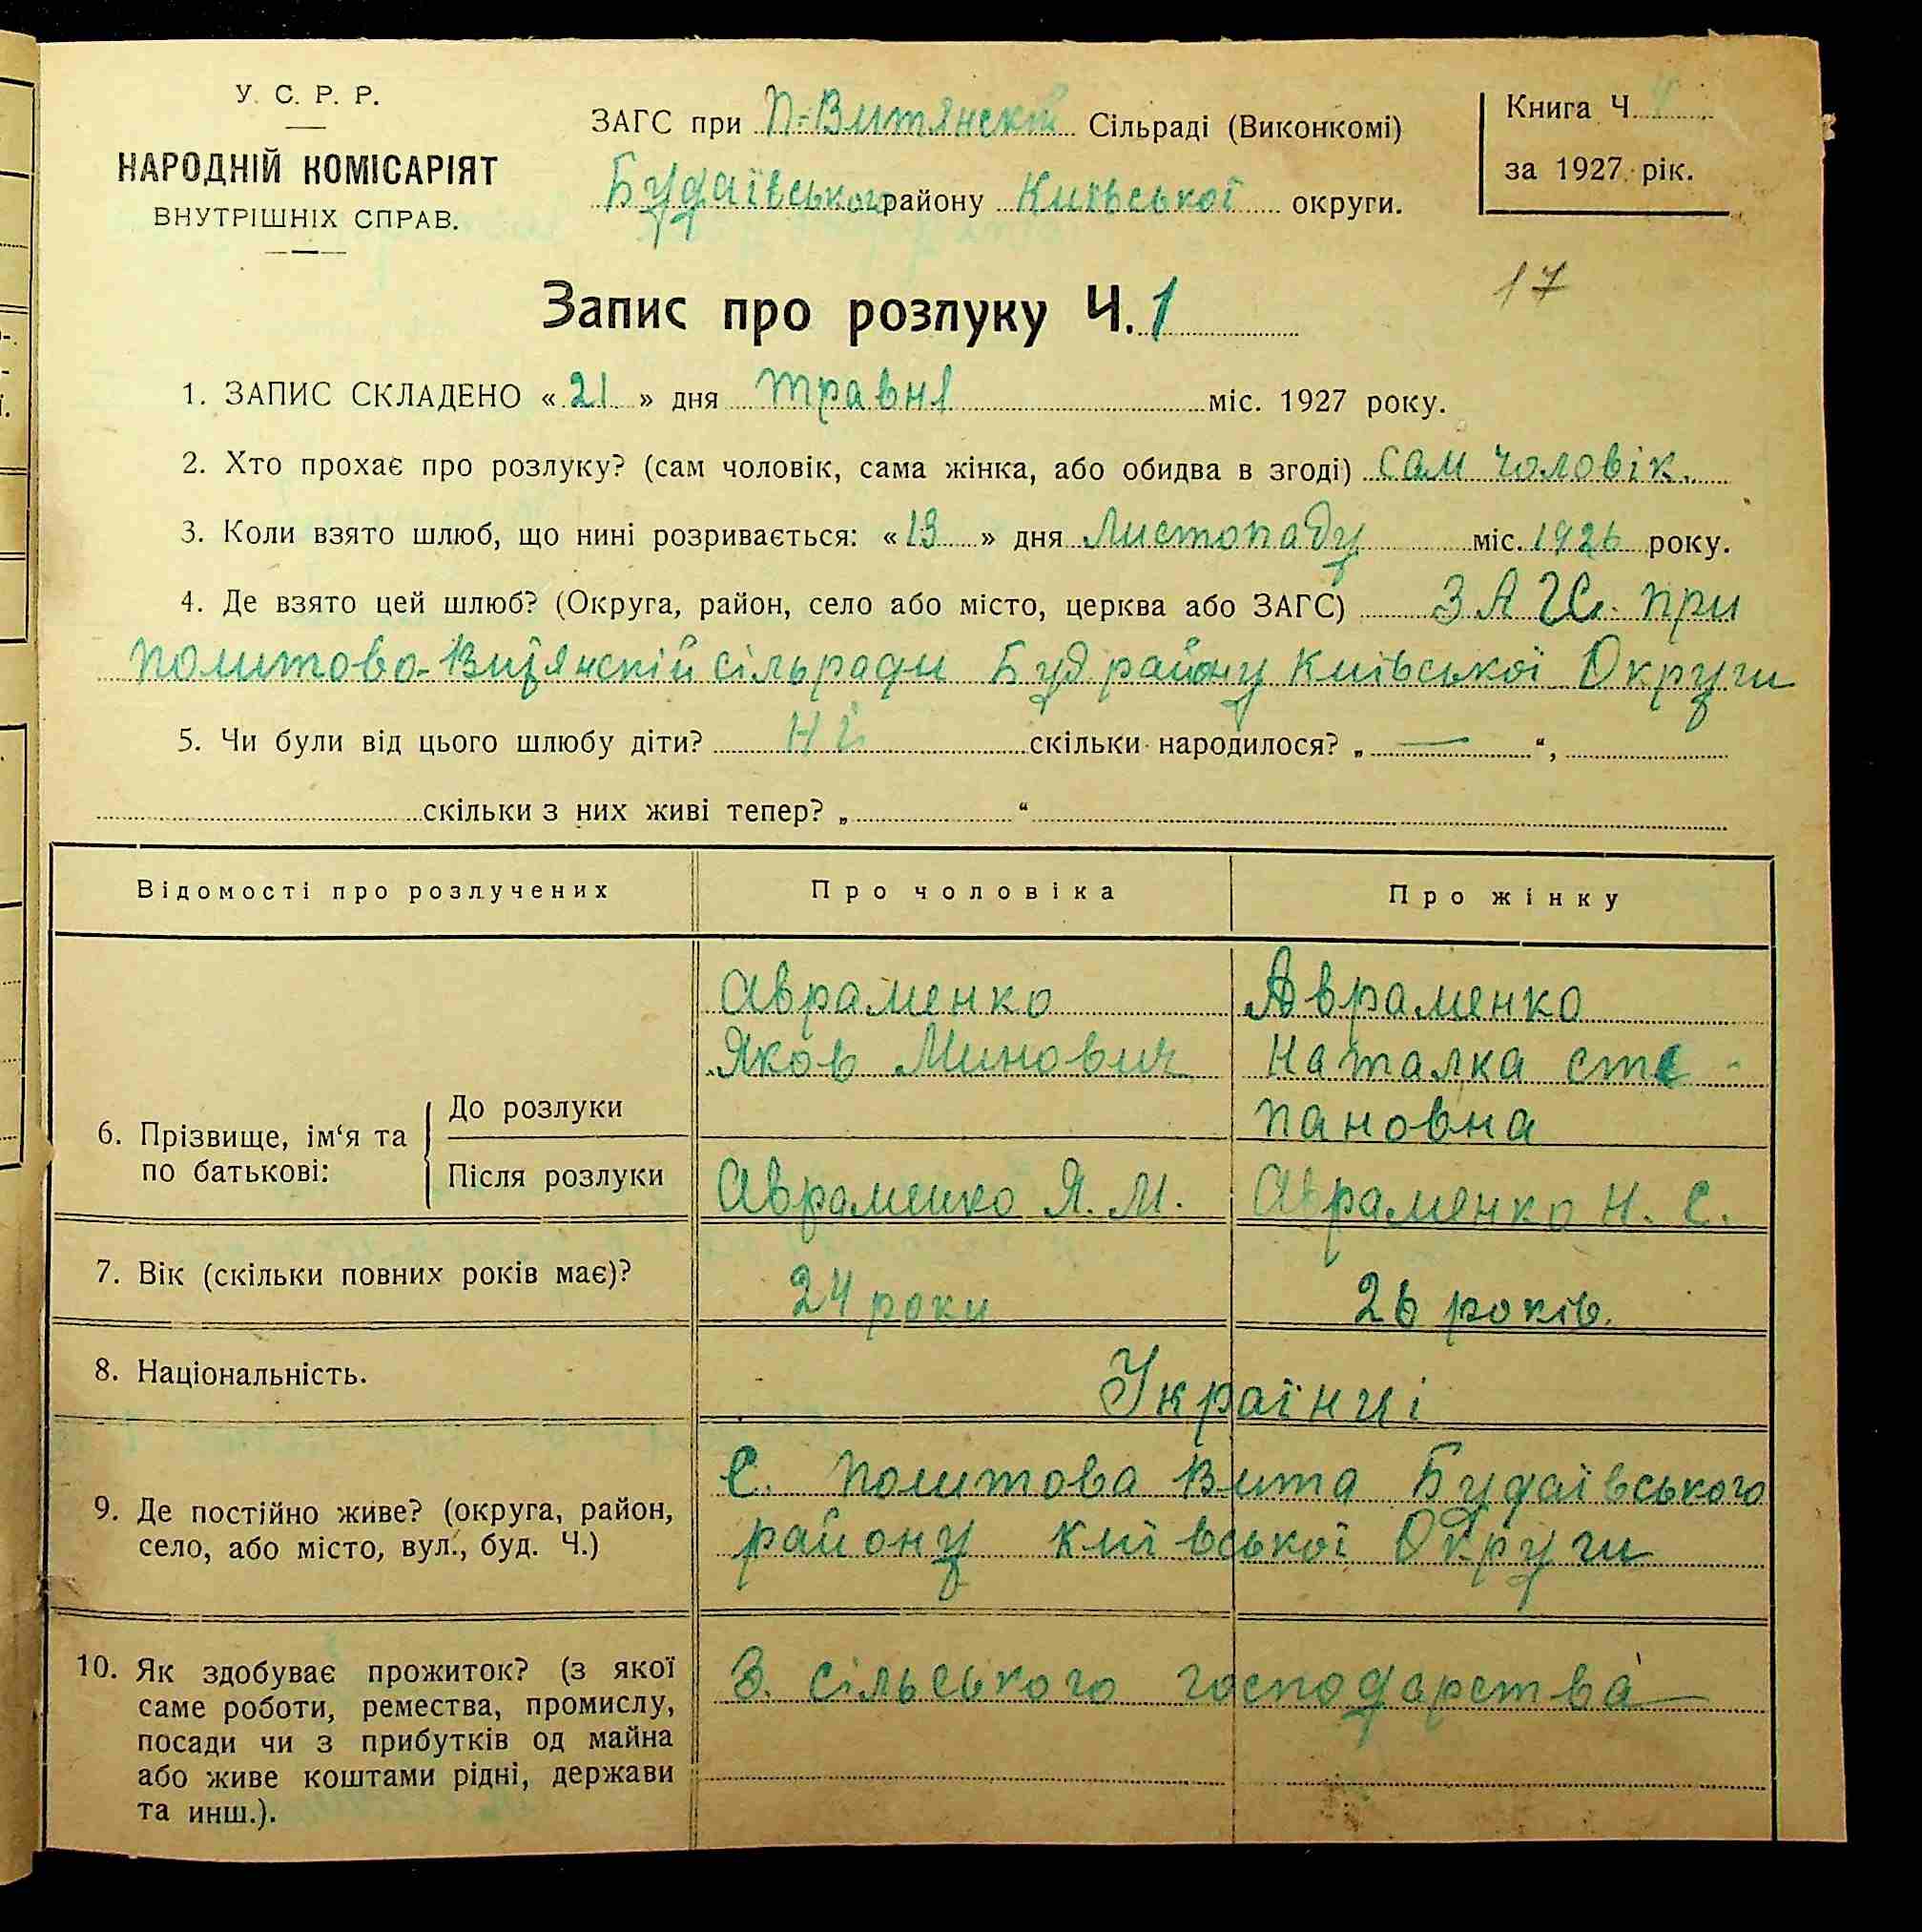 У. С. Р. Р.
НАРОДНІЙ КОМІСАРІЯТ
ВНУТРІШНІХ СПРАВ.
ЗАГС при П.-Витянскій Сільраді (Виконкомі)
Будаївського району Київської округи.
Книга Ч.
за 1927 рік.
17
Запис про розлуку Ч. 1
1. ЗАПИС СКЛАДЕНО « 21 » дня травні міс. 1927 року.
2. Хто прохає про розлуку? (сам чоловік, сама жінка, або обидва в згоді) сам чоловік.
3. Коли взято шлюб, що нині розривається: « 13 » дня Листопаду міс. 1926 року.
4. Де взято цей шлюб? (Округа, район, село або місто, церква або ЗАГС) ЗАГС. при
Поштово-Витянскій сільради Буд району Київської Округи
5. Чи були від цього шлюбу діти? Ні скільки народилося? „ — “,
скільки з них живі тепер? „ “
Відомості про розлучених
Про чоловіка
Про жінку
6. Прізвище, ім‘я та по батькові:
До розлуки
Авраменко
Яков Минович
Авраменко
Наталка сте-
пановна
Після розлуки
Авраменко Я. М.
Авраменко Н. С.
7. Вік (скільки повних років має)?
24 роки
26 років.
8. Національність.
Українці
9. Де постійно живе? (округа, район,
село, або місто, вул., буд. Ч.)
С. Поштова Вита Будаївського
району Київської Округи
10. Як здобуває прожиток? (з якої
саме роботи, ремества, промислу,
посади чи з прибутків од майна
або живе коштами рідні, держави
та инш.).
З. сільського господарства